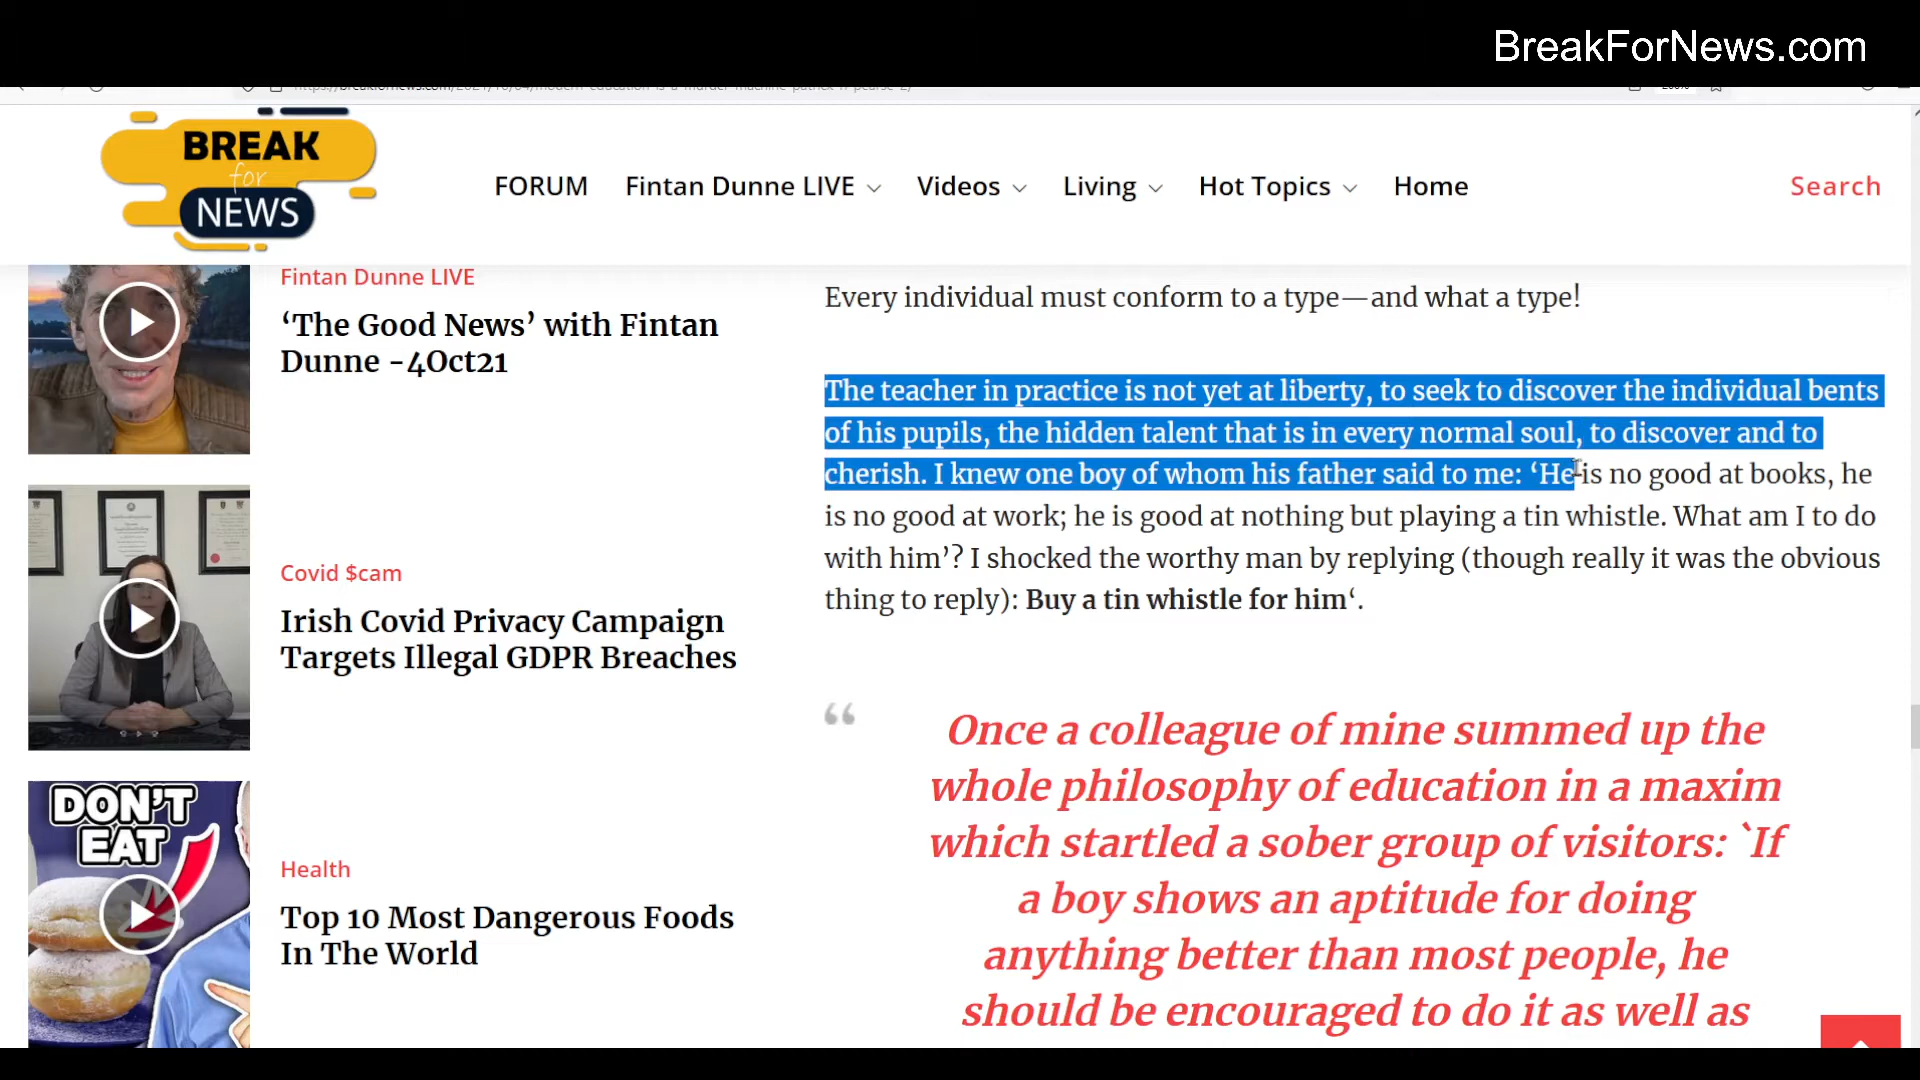 BreakForNews.com
BREAK
for
NEWS
FORUM
Fintan Dunne LIVE
Videos
Living
Hot Topics
Home
Search
Fintan Dunne LIVE
‘The Good News’ with Fintan
Dunne -4Oct21
Covid $cam
Irish Covid Privacy Campaign
Targets Illegal GDPR Breaches
DON'T
EAT
Health
Top 10 Most Dangerous Foods
In The World
Every individual must conform to a type—and what a type!
The teacher in practice is not yet at liberty, to seek to discover the individual bents
of his pupils, the hidden talent that is in every normal soul, to discover and to
cherish. I knew one boy of whom his father said to me: ‘He is no good at books, he
is no good at work; he is good at nothing but playing a tin whistle. What am I to do
with him’? I shocked the worthy man by replying (though really it was the obvious
thing to reply): Buy a tin whistle for him‘.
“
Once a colleague of mine summed up the
whole philosophy of education in a maxim
which startled a sober group of visitors: `If
a boy shows an aptitude for doing
anything better than most people, he
should be encouraged to do it as well as